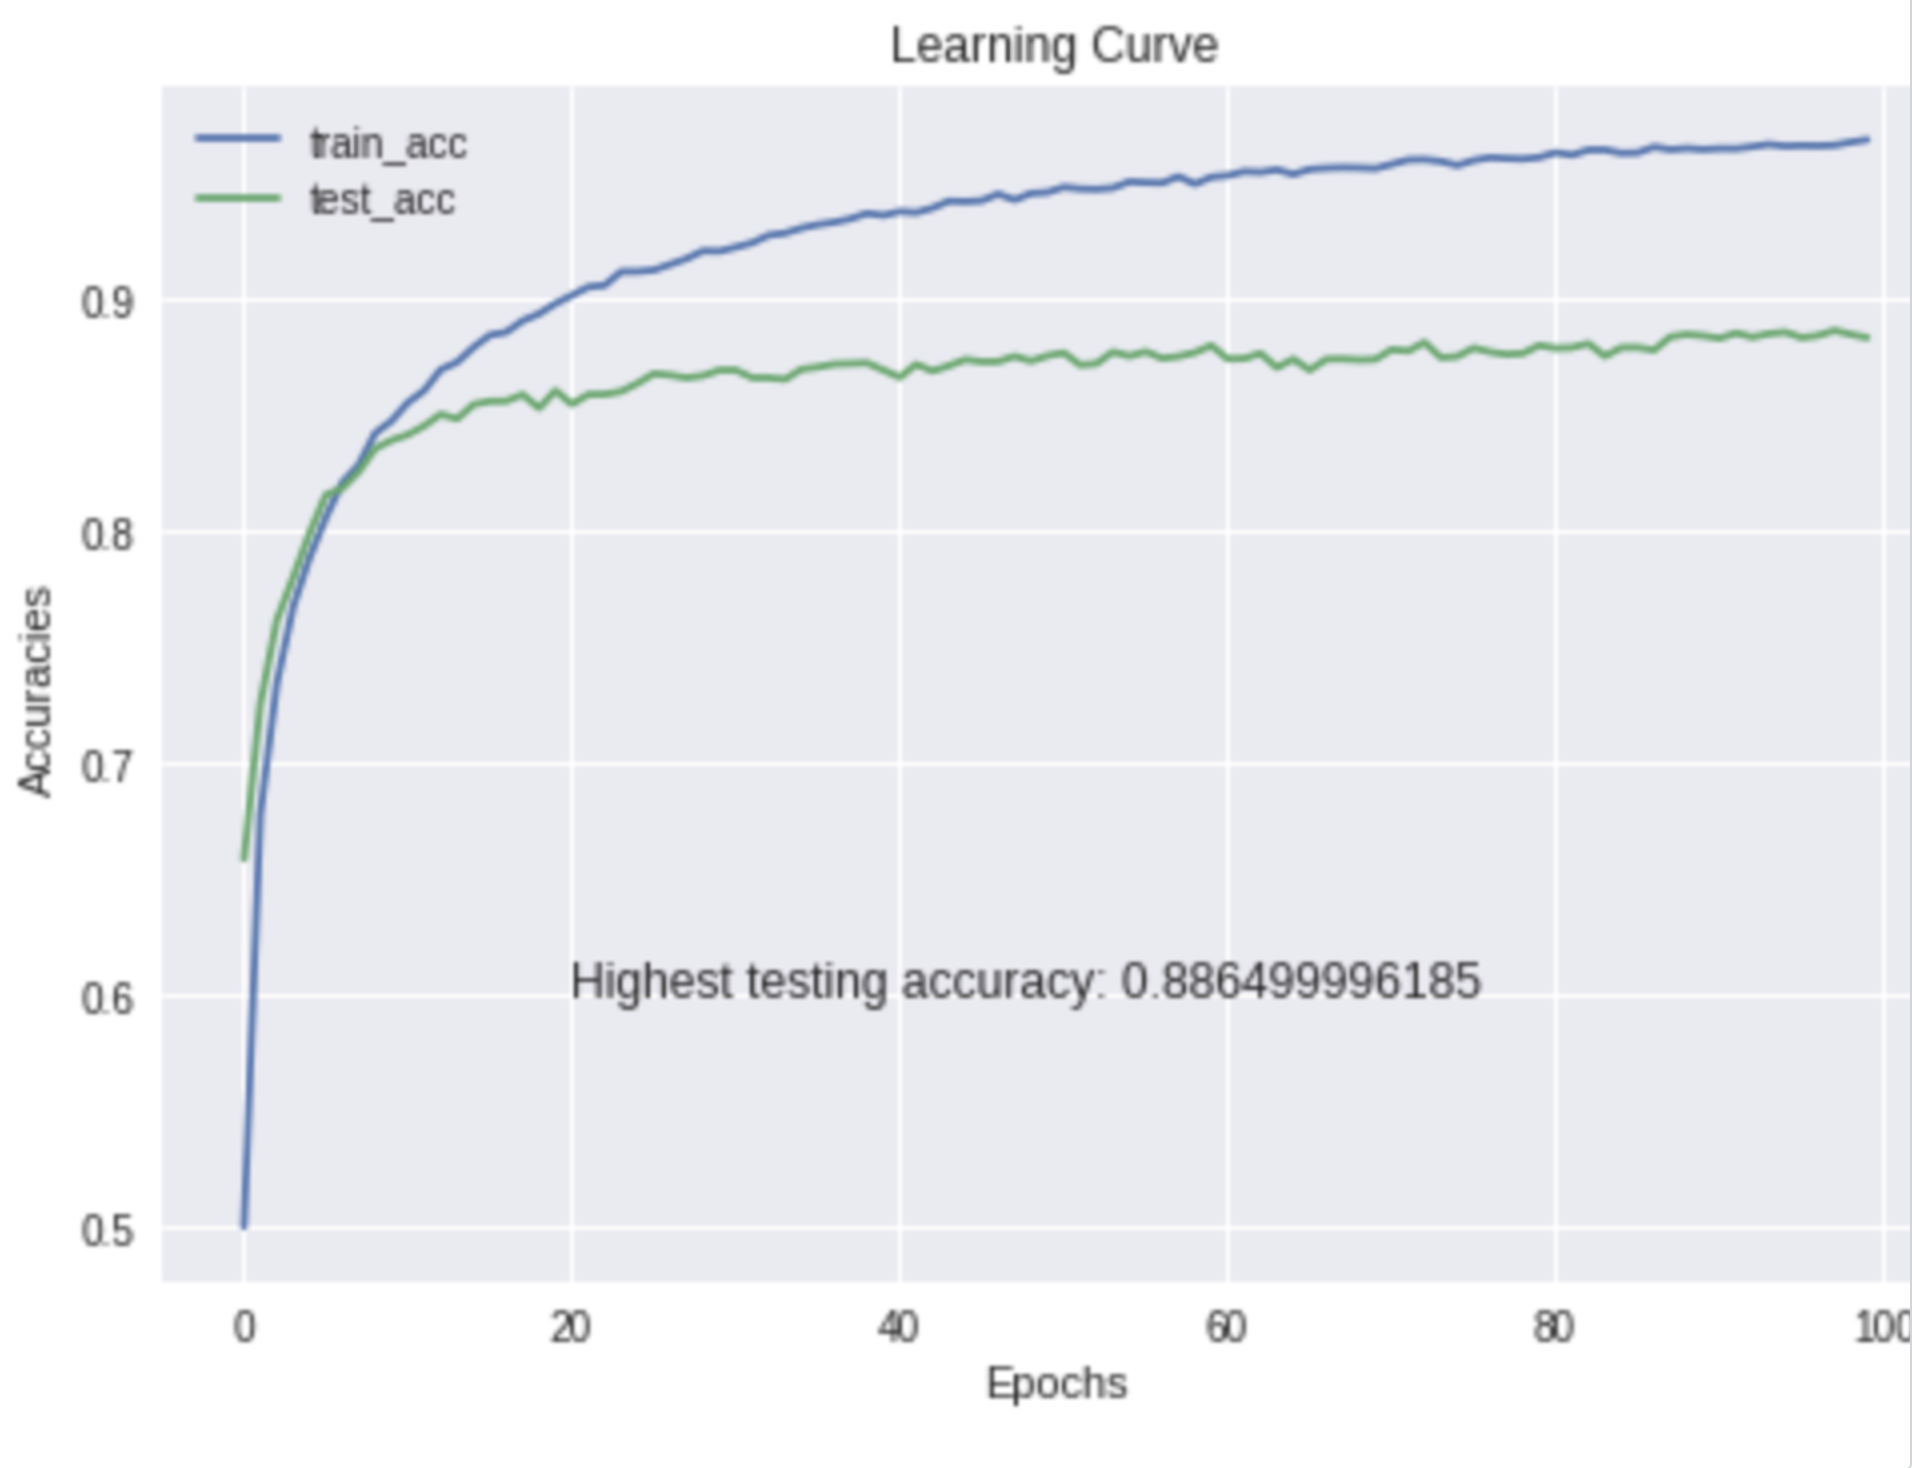 Learning Curve
train_acc
test_acc
0.9
0.8
0.7
0.6
0.5
Accuracies
Highest testing accuracy: 0.886499996185
0 20 40 60 80 100
Epochs